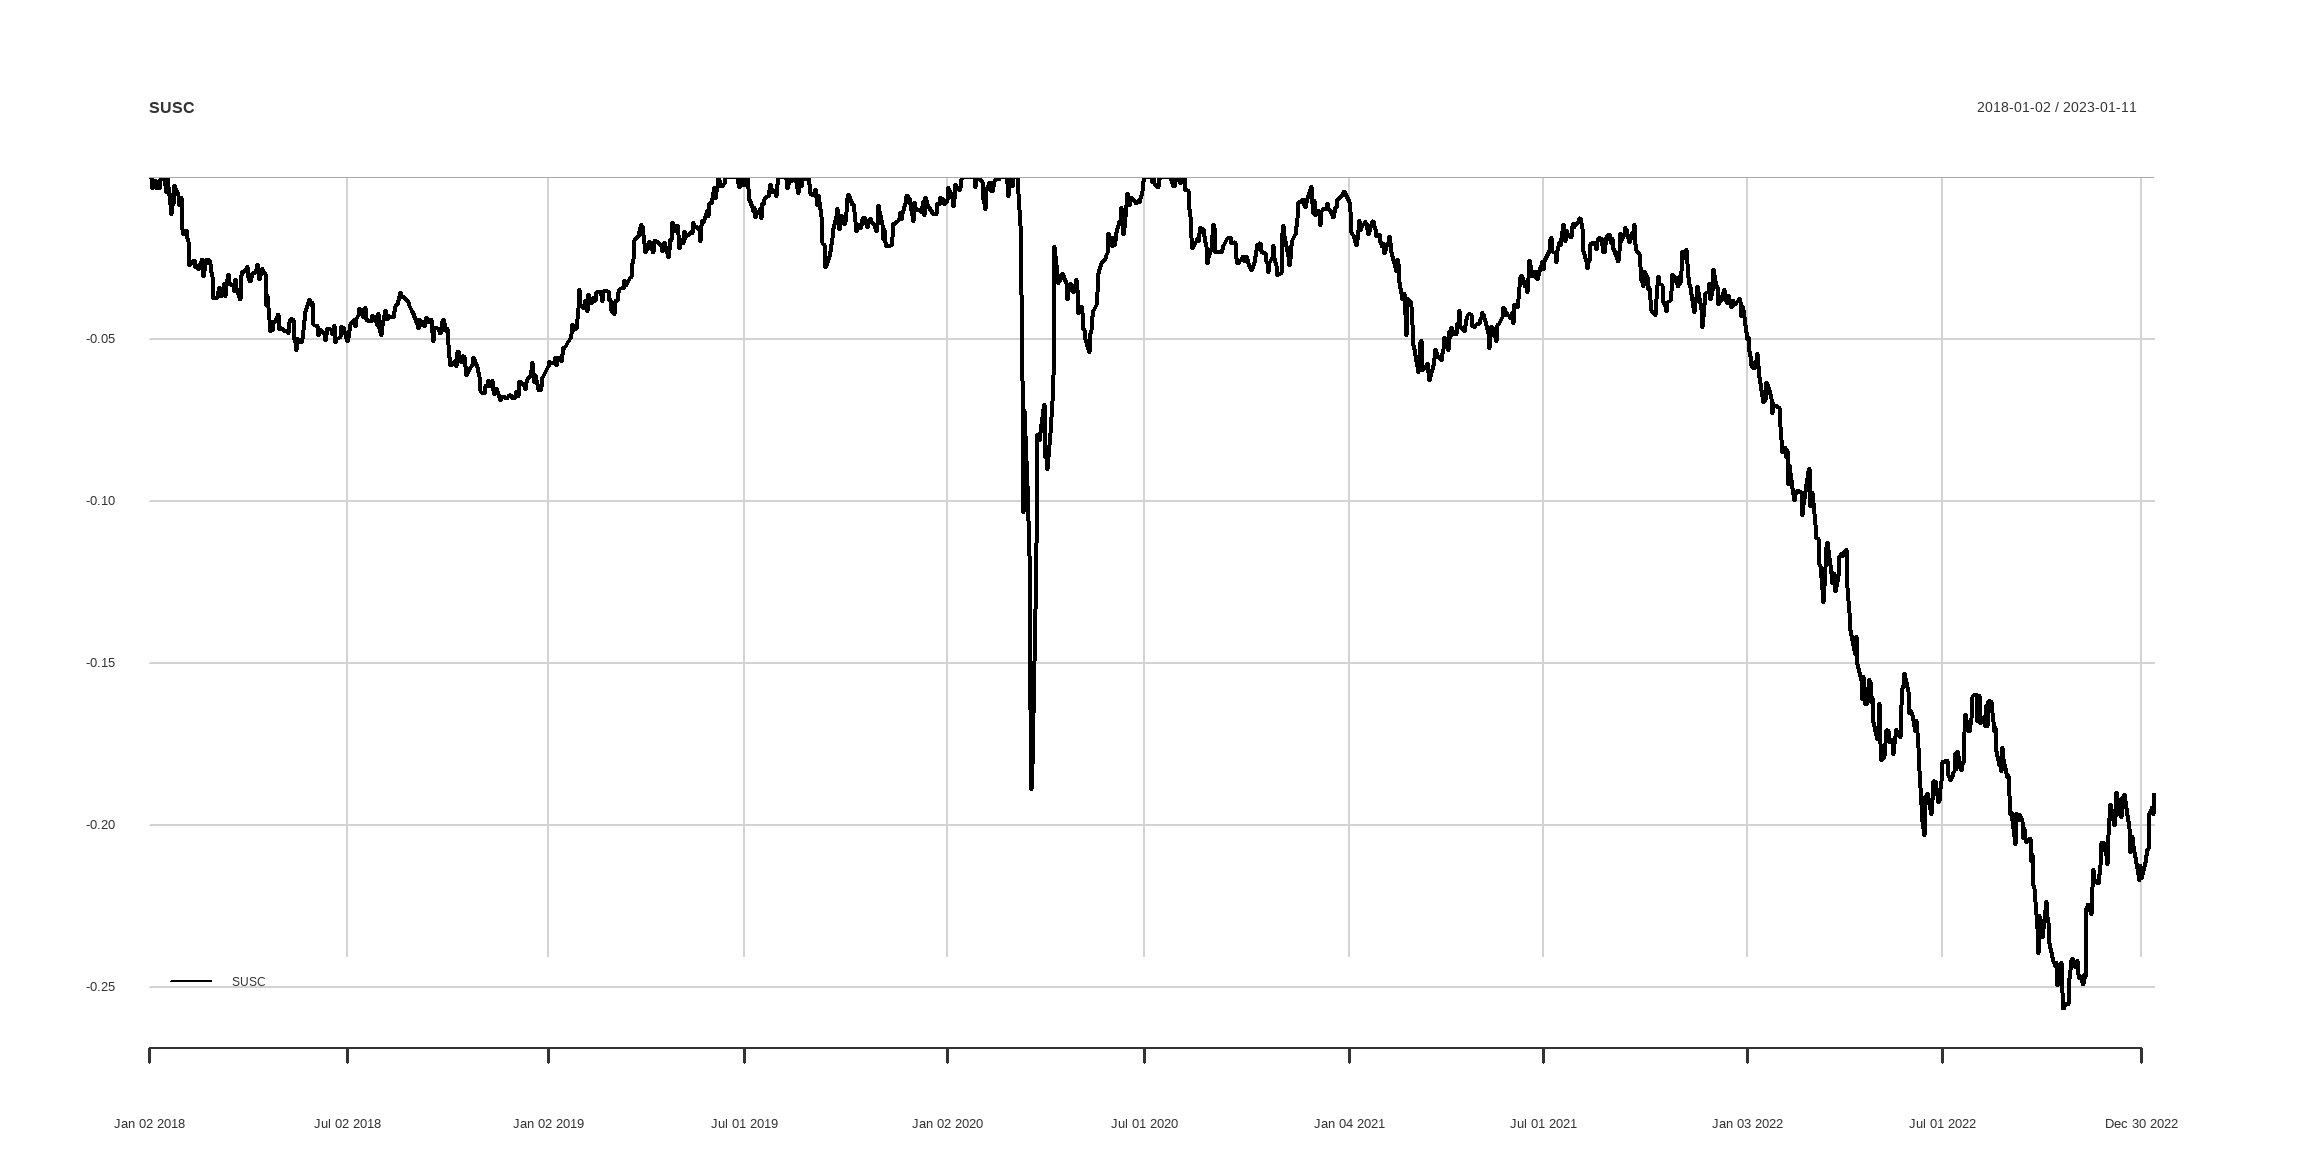 SUSC
2018-01-02 / 2023-01-11
-0.05
-0.10
-0.15
-0.20
-0.25
SUSC
Jan 02 2018
Jul 02 2018
Jan 02 2019
Jul 01 2019
Jan 02 2020
Jul 01 2020
Jan 04 2021
Jul 01 2021
Jan 03 2022
Jul 01 2022
Dec 30 2022